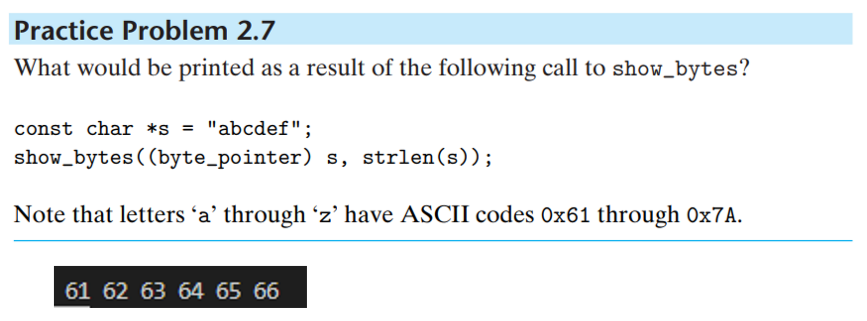 Practice Problem 2.7
What would be printed as a result of the following call to show_bytes?
const char *s = "abcdef";
show_bytes((byte_pointer) s, strlen(s));
Note that letters ‘a’ through ‘z’ have ASCII codes 0x61 through 0x7A.
61 62 63 64 65 66